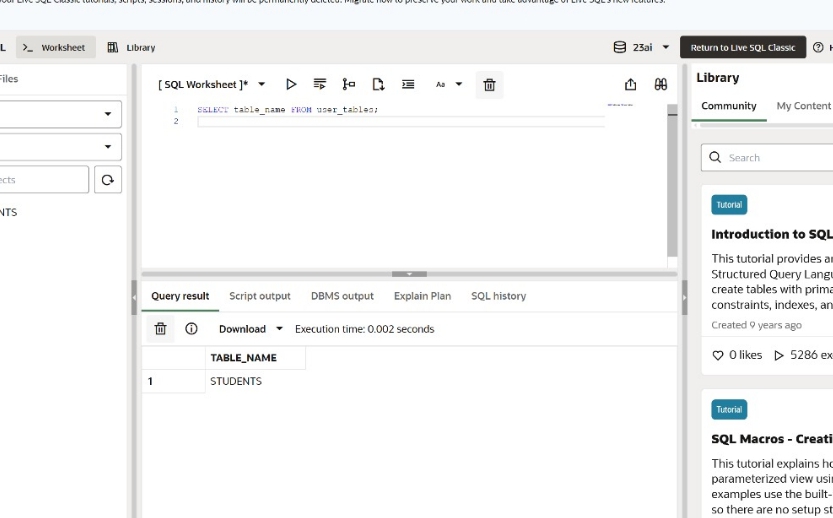 our Live SQL Classic tutorials, scripts, sessions, and history will be permanently deleted. Migrate now to preserve your work and take advantage of Live SQL's new features.
L >_ Worksheet Library 23ai Return to Live SQL Classic H
Files
[ SQL Worksheet ]* Aa
1 SELECT table_name FROM user_tables;
2
ects
NTS
Query result Script output DBMS output Explain Plan SQL history
Download Execution time: 0.002 seconds
TABLE_NAME
1 STUDENTS
Library
Community My Content
Search
Tutorial
Introduction to SQL
This tutorial provides an
Structured Query Langu
create tables with prima
constraints, indexes, an
Created 9 years ago
0 likes 5286 exe
Tutorial
SQL Macros - Creati
This tutorial explains ho
parameterized view usin
examples use the built-
so there are no setup st